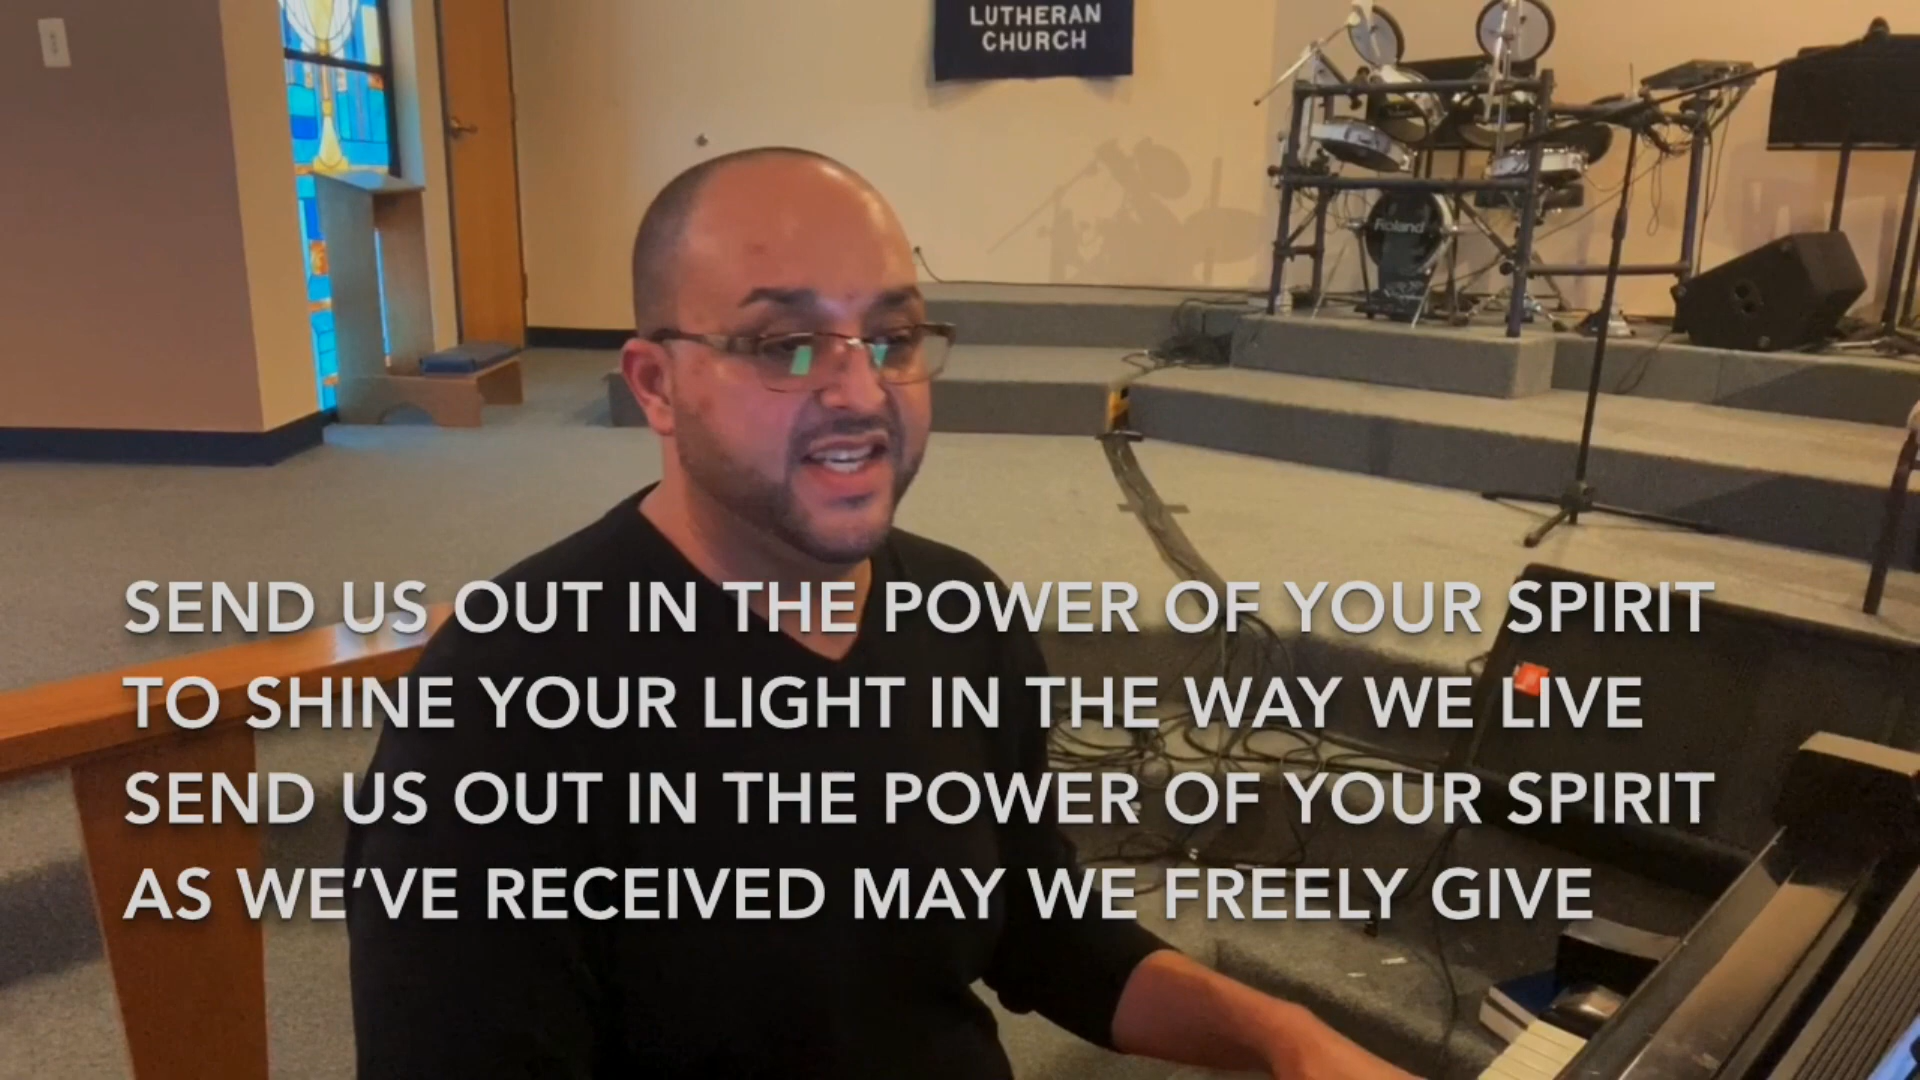 LUTHERAN
CHURCH
Roland
SEND US OUT IN THE POWER OF YOUR SPIRIT
TO SHINE YOUR LIGHT IN THE WAY WE LIVE
SEND US OUT IN THE POWER OF YOUR SPIRIT
AS WE'VE RECEIVED MAY WE FREELY GIVE